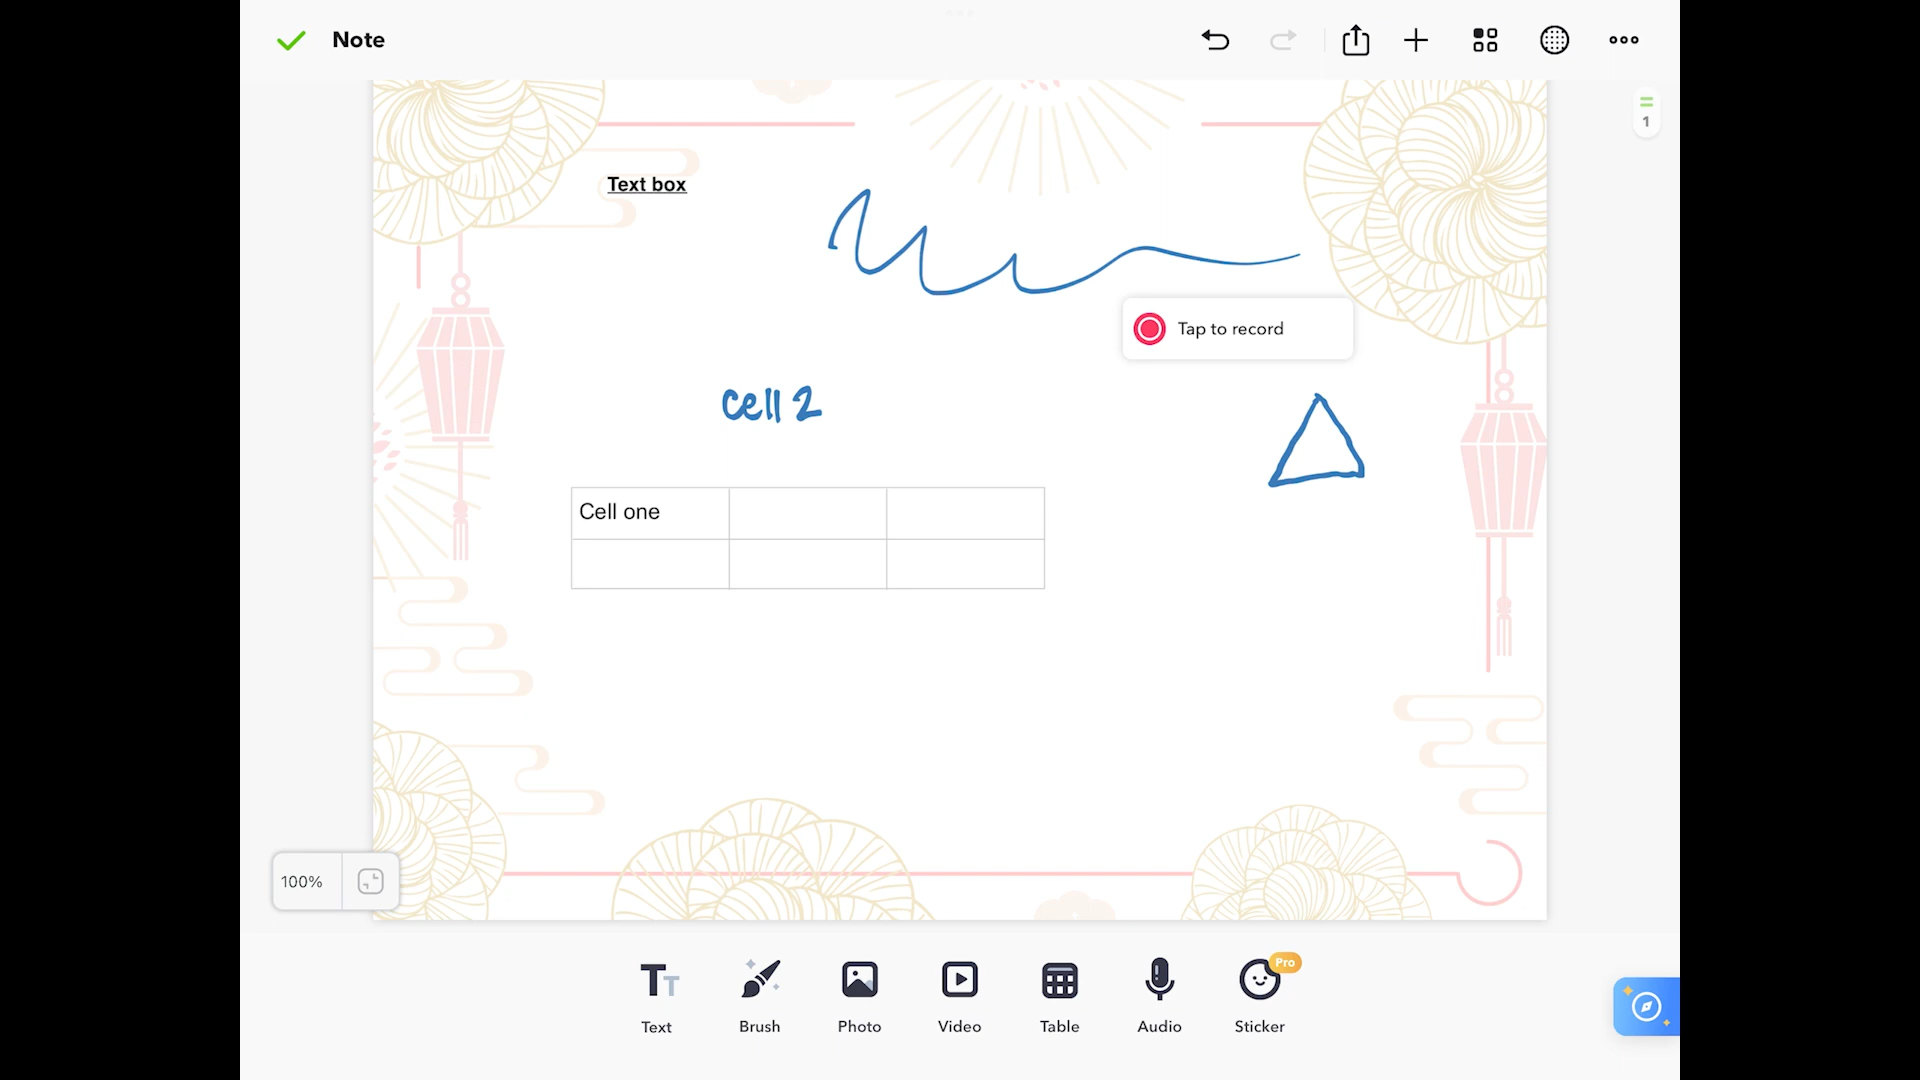 Note
1
Text box
Tap to record
cell 2
Cell one
100%
Pro
Text Brush Photo Video Table Audio Sticker